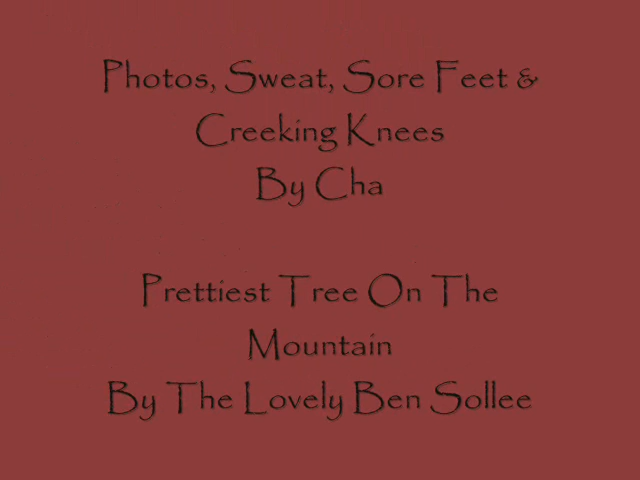 Photos, Sweat, Sore Feet &
Creeking Knees
By Cha
Prettiest Tree On The
Mountain
By The Lovely Ben Sollee